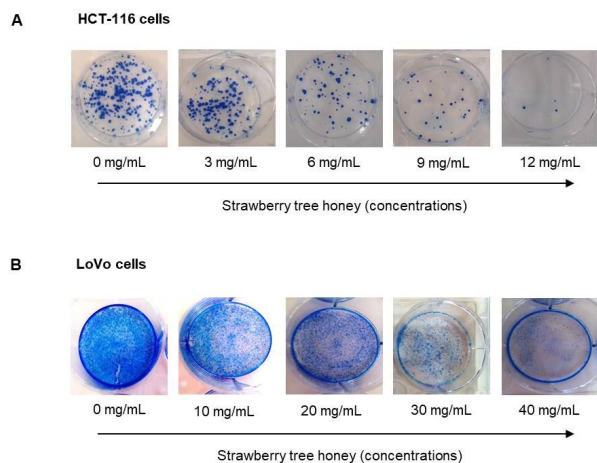 A HCT-116 cells
0 mg/mL 3 mg/mL 6 mg/mL 9 mg/mL 12 mg/mL
Strawberry tree honey (concentrations)
B LoVo cells
0 mg/mL 10 mg/mL 20 mg/mL 30 mg/mL 40 mg/mL
Strawberry tree honey (concentrations)